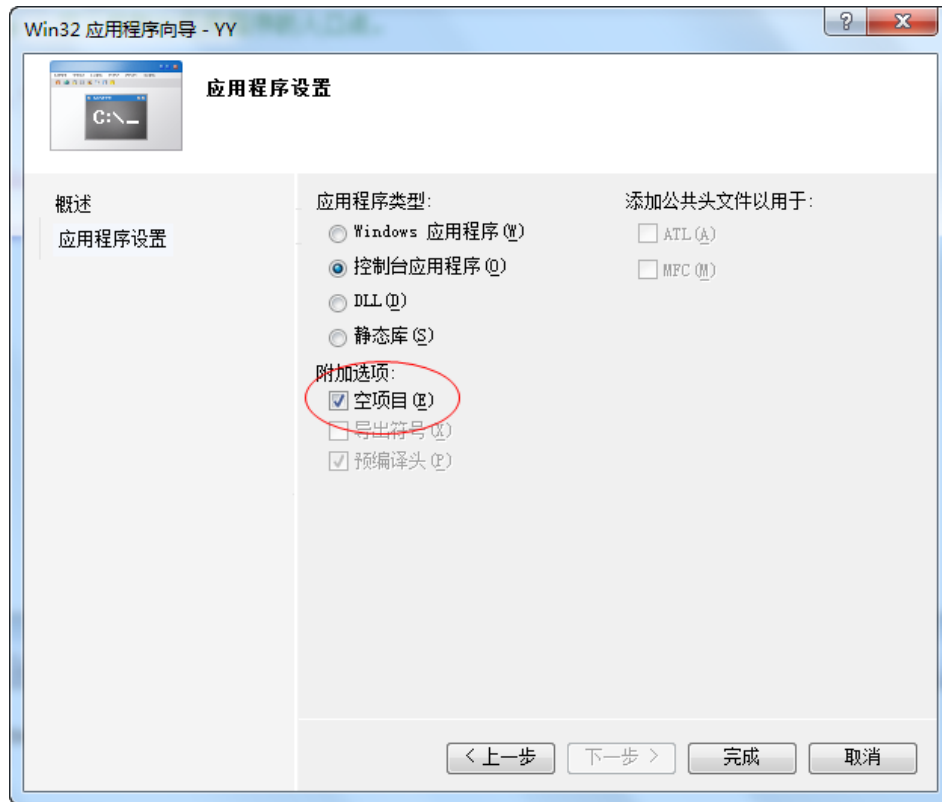 Win32 应用程序向导 - YY
C:\_
应用程序设置
概述
应用程序设置
应用程序类型:
Windows 应用程序(W)
控制台应用程序(O)
DLL(D)
静态库(S)
附加选项:
空项目(E)
导出符号(X)
预编译头(P)
添加公共头文件以用于:
ATL(A)
MFC(M)
< 上一步
下一步 >
完成
取消